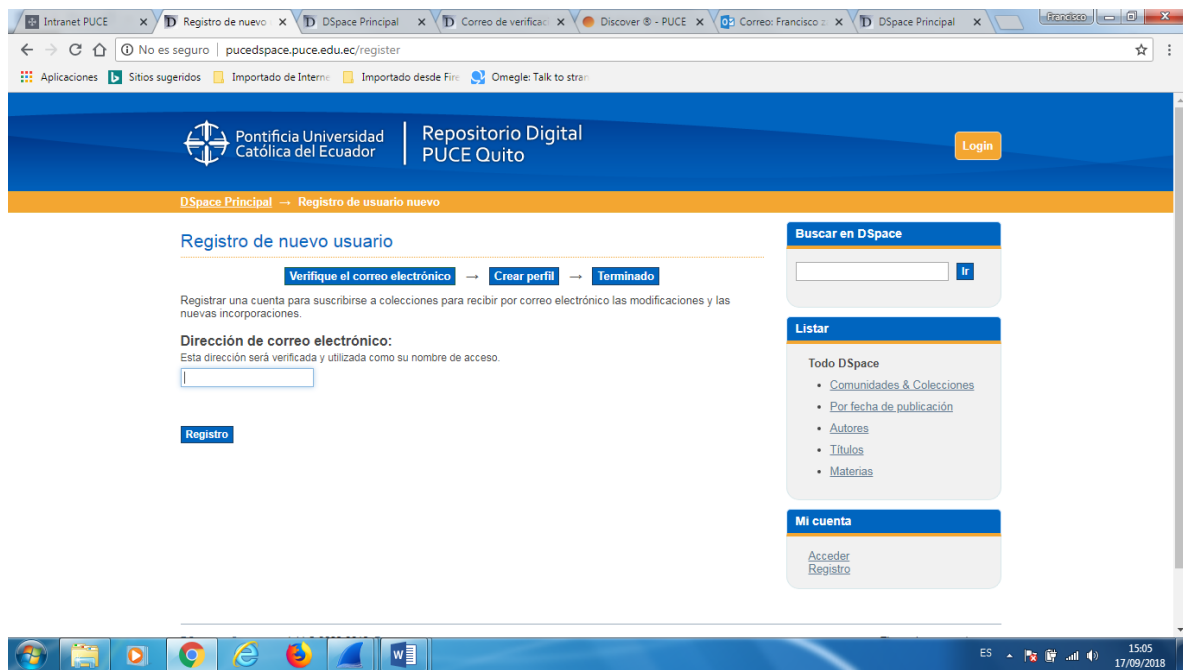 Intranet PUCE
Registro de nuevo
DSpace Principal
Correo de verificac
Discover ® - PUCE
Correo: Francisco
DSpace Principal
Francisco
No es seguro | pucedspace.puce.edu.ec/register
Aplicaciones
Sitios sugeridos
Importado de Interne
Importado desde Fire
Omegle: Talk to stran
Pontificia Universidad
Católica del Ecuador
Repositorio Digital
PUCE Quito
Login
DSpace Principal → Registro de usuario nuevo
Registro de nuevo usuario
Verifique el correo electrónico → Crear perfil → Terminado
Registrar una cuenta para suscribirse a colecciones para recibir por correo electrónico las modificaciones y las
nuevas incorporaciones.
Dirección de correo electrónico:
Esta dirección será verificada y utilizada como su nombre de acceso.
Registro
Buscar en DSpace
Ir
Listar
Todo DSpace
Comunidades & Colecciones
Por fecha de publicación
Autores
Títulos
Materias
Mi cuenta
Acceder
Registro
ES
15:05
17/09/2018